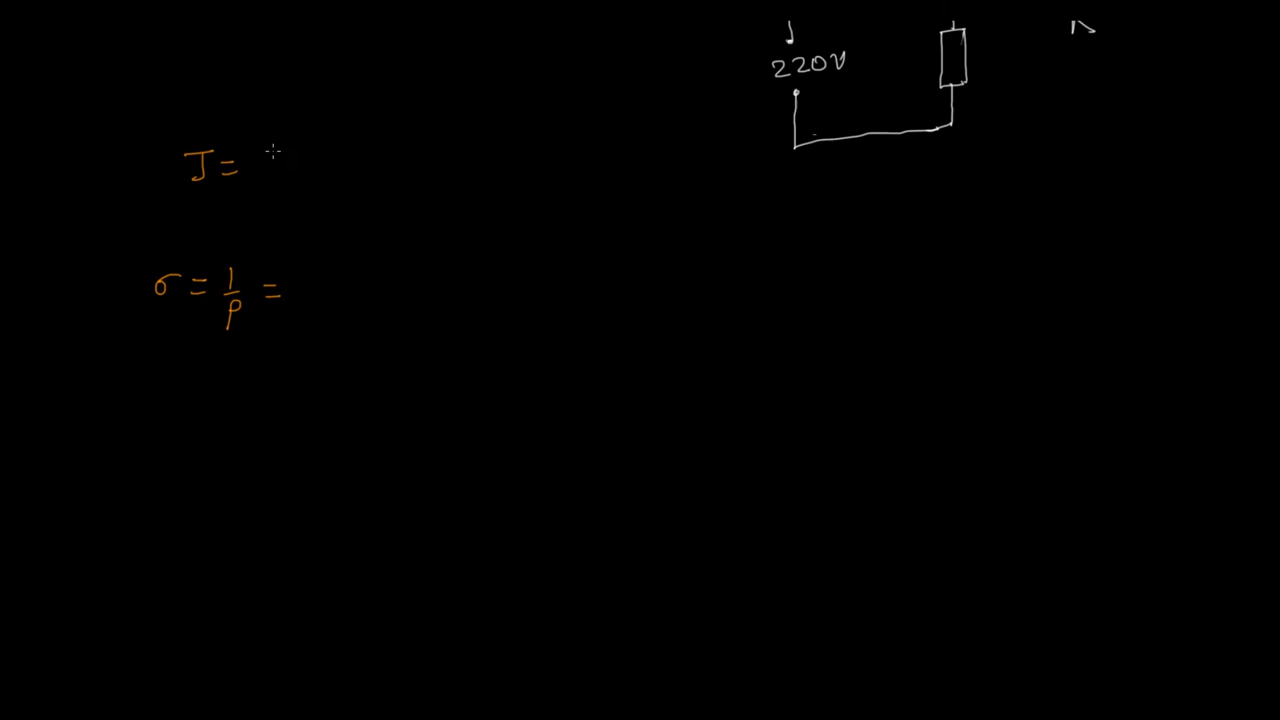 220V
J =
σ = 1/ρ =